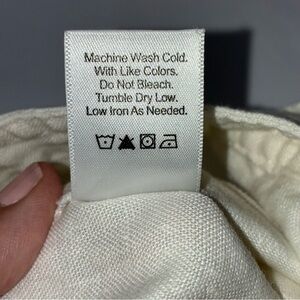 Machine Wash Cold.
With Like Colors.
Do Not Bleach.
Tumble Dry Low.
Low Iron As Needed.